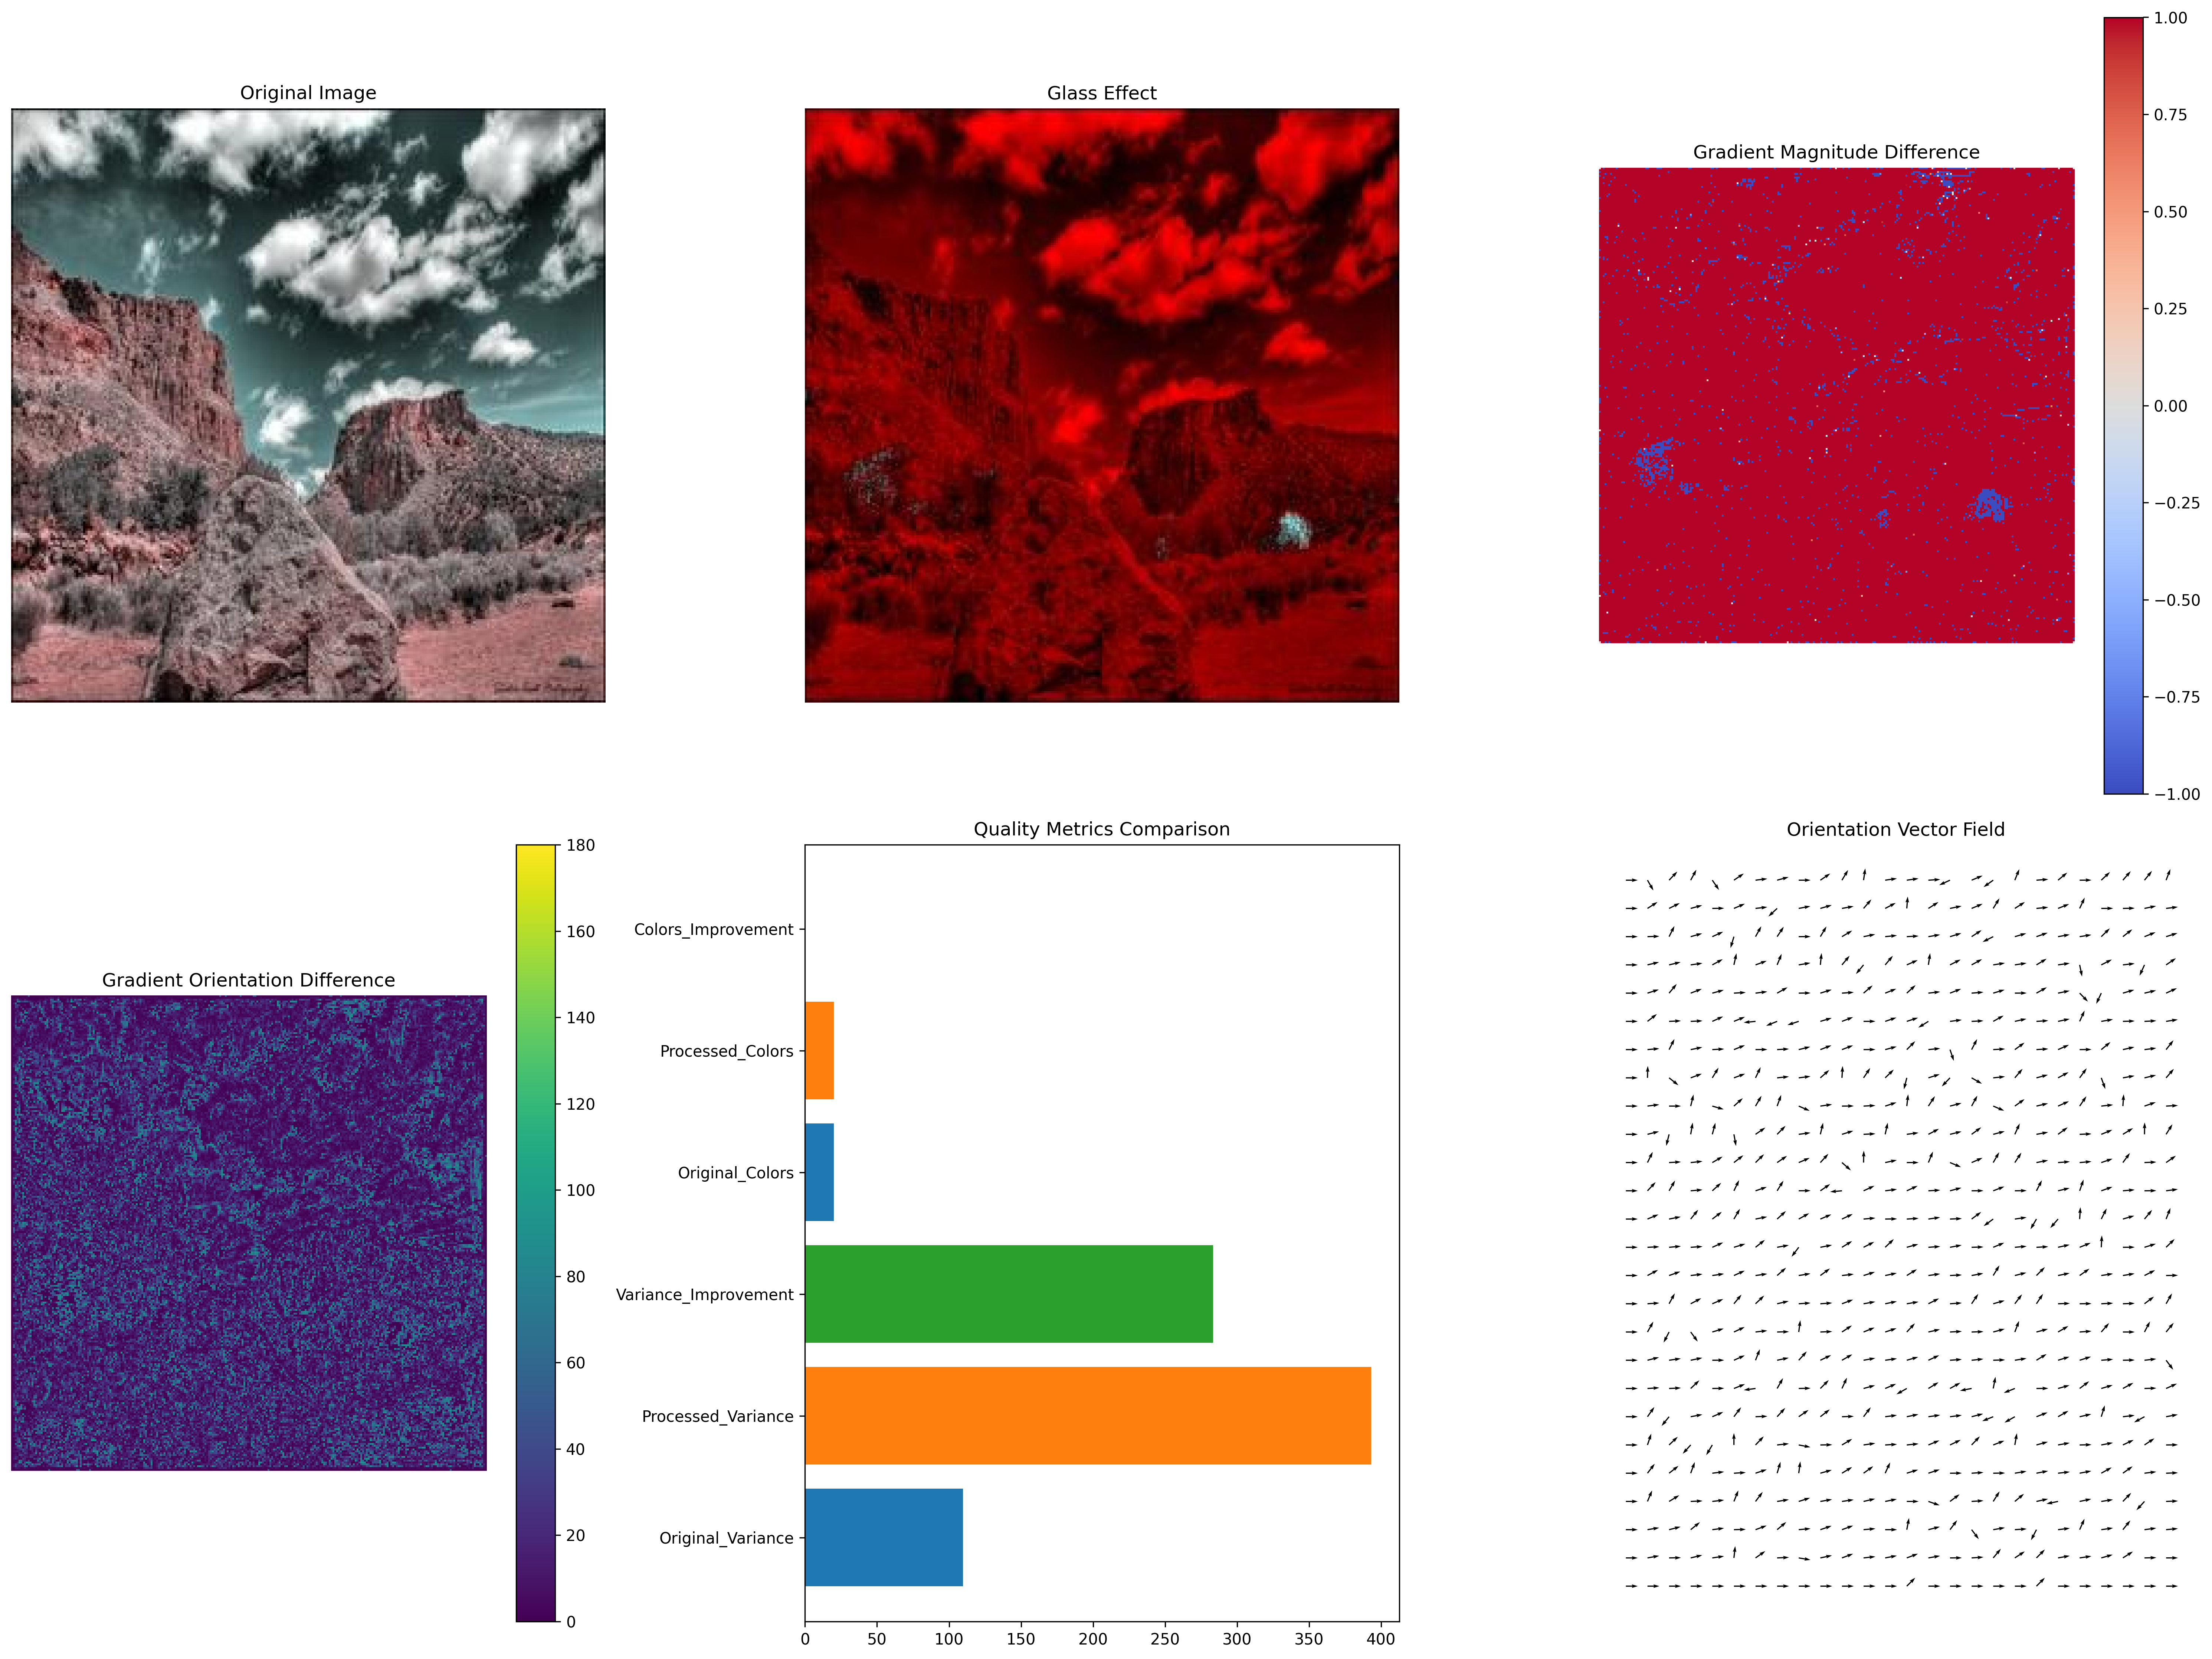 Original Image
Glass Effect
Gradient Magnitude Difference
1.00
0.75
0.50
0.25
0.00
−0.25
−0.50
−0.75
−1.00
Gradient Orientation Difference
180
160
140
120
100
80
60
40
20
0
Quality Metrics Comparison
Colors_Improvement
Processed_Colors
Original_Colors
Variance_Improvement
Processed_Variance
Original_Variance
0 50 100 150 200 250 300 350 400
Orientation Vector Field